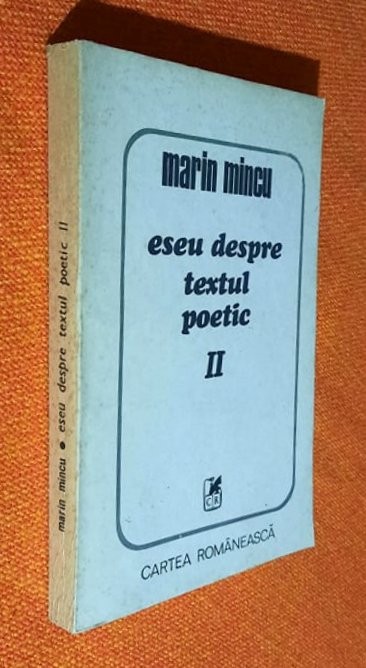 marin mincu • eseu despre textul poetic II
marin mincu
eseu despre
textul
poetic
II
CR
CARTEA ROMÂNEASCĂ